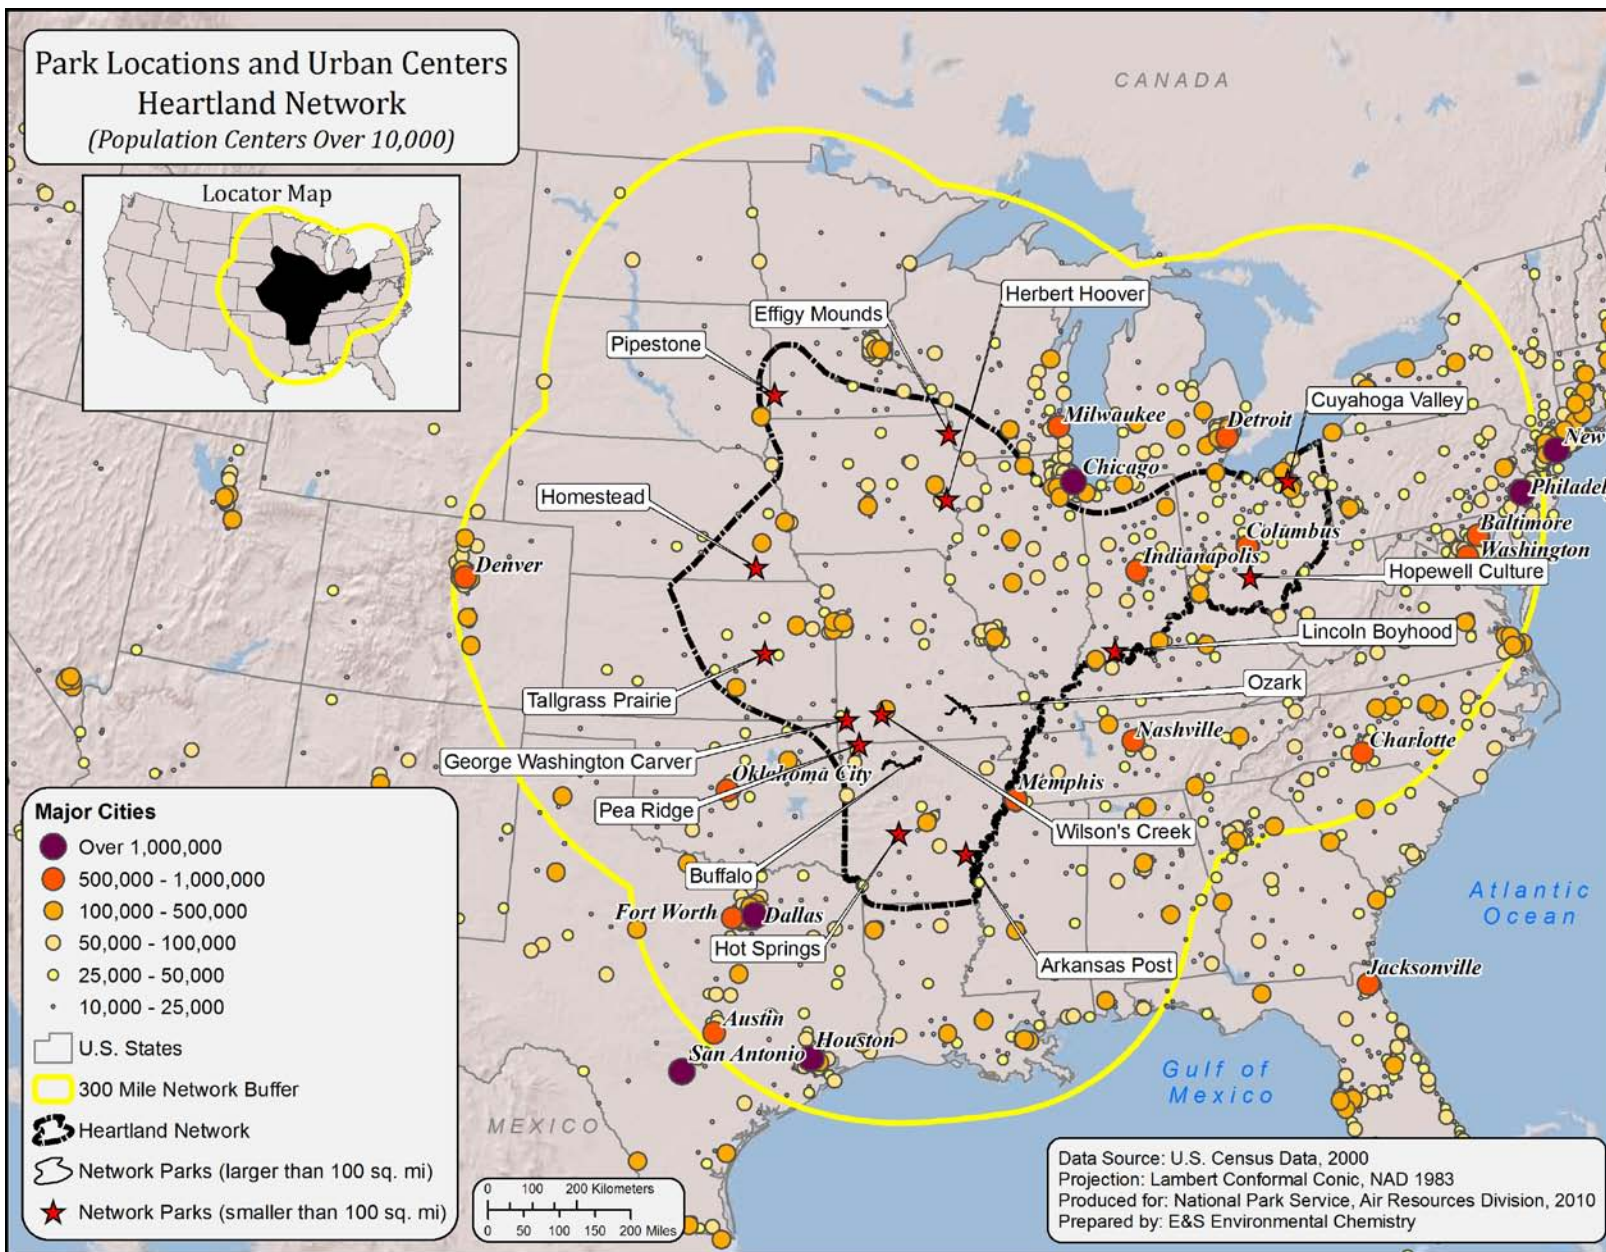 Park Locations and Urban Centers
Heartland Network
(Population Centers Over 10,000)
CANADA
Locator Map
Herbert Hoover
Effigy Mounds
Pipestone
Cuyahoga Valley
Milwaukee
Detroit
New
Chicago
Homestead
Philadel
Columbus
Baltimore
Indianapolis
Washington
Denver
Hopewell Culture
Lincoln Boyhood
Ozark
Tallgrass Prairie
Nashville
Charlotte
George Washington Carver
Oklahoma City
Memphis
Pea Ridge
Wilson's Creek
Buffalo
Atlantic
Ocean
Fort Worth
Dallas
Hot Springs
Arkansas Post
Jacksonville
Austin
Houston
San Antonio
Gulf of
Mexico
MEXICO
Major Cities
Over 1,000,000
500,000 - 1,000,000
100,000 - 500,000
50,000 - 100,000
25,000 - 50,000
10,000 - 25,000
U.S. States
300 Mile Network Buffer
Heartland Network
Network Parks (larger than 100 sq. mi)
Network Parks (smaller than 100 sq. mi)
0 100 200 Kilometers
0 50 100 150 200 Miles
Data Source: U.S. Census Data, 2000
Projection: Lambert Conformal Conic, NAD 1983
Produced for: National Park Service, Air Resources Division, 2010
Prepared by: E&S Environmental Chemistry